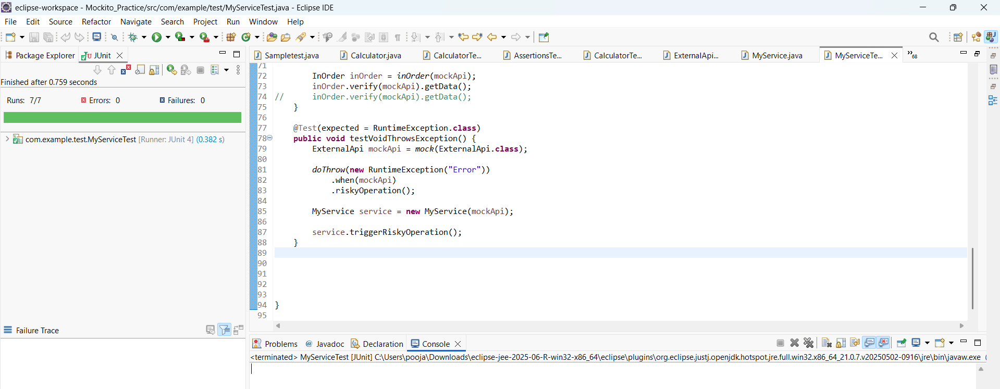 eclipse-workspace - Mockito_Practice/src/com/example/test/MyServiceTest.java - Eclipse IDE
File Edit Source Refactor Navigate Search Project Run Window Help
Package Explorer JUnit
Sampletest.java Calculator.java CalculatorTe... AssertionsTe... CalculatorTe... ExternalApi... MyService.java MyServiceTe... »68
Finished after 0.759 seconds
Runs: 7/7 Errors: 0 Failures: 0
com.example.test.MyServiceTest [Runner: JUnit 4] (0.382 s)
Failure Trace
71
72 InOrder inOrder = inOrder(mockApi);
73 inOrder.verify(mockApi).getData();
74 // inOrder.verify(mockApi).getData();
75 }
76
77 @Test(expected = RuntimeException.class)
78 public void testVoidThrowsException() {
79 ExternalApi mockApi = mock(ExternalApi.class);
80
81 doThrow(new RuntimeException("Error"))
82 .when(mockApi)
83 .riskyOperation();
84
85 MyService service = new MyService(mockApi);
86
87 service.triggerRiskyOperation();
88 }
89
90
91
92
93
94 }
95
Problems @ Javadoc Declaration Console
<terminated> MyServiceTest [JUnit] C:\Users\pooja\Downloads\eclipse-jee-2025-06-R-win32-x86_64\eclipse\plugins\org.eclipse.justj.openjdk.hotspot.jre.full.win32.x86_64_21.0.7.v20250502-0916\jre\bin\javaw.exe (